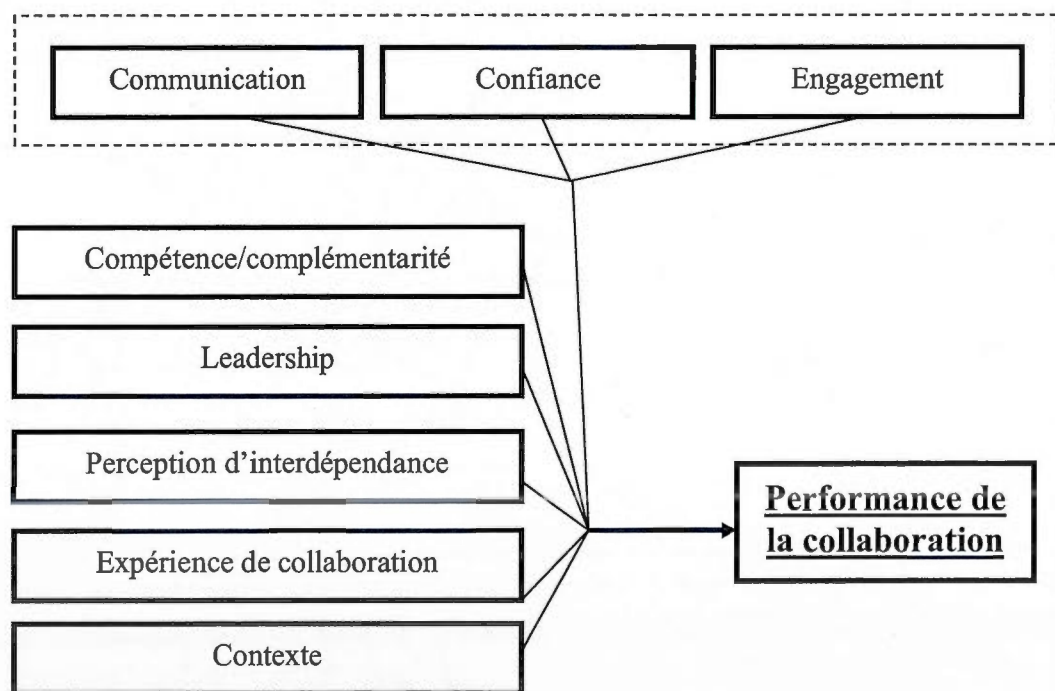 Communication
Confiance
Engagement
Compétence/complémentarité
Leadership
Perception d’interdépendance
Expérience de collaboration
Contexte
Performance de
la collaboration